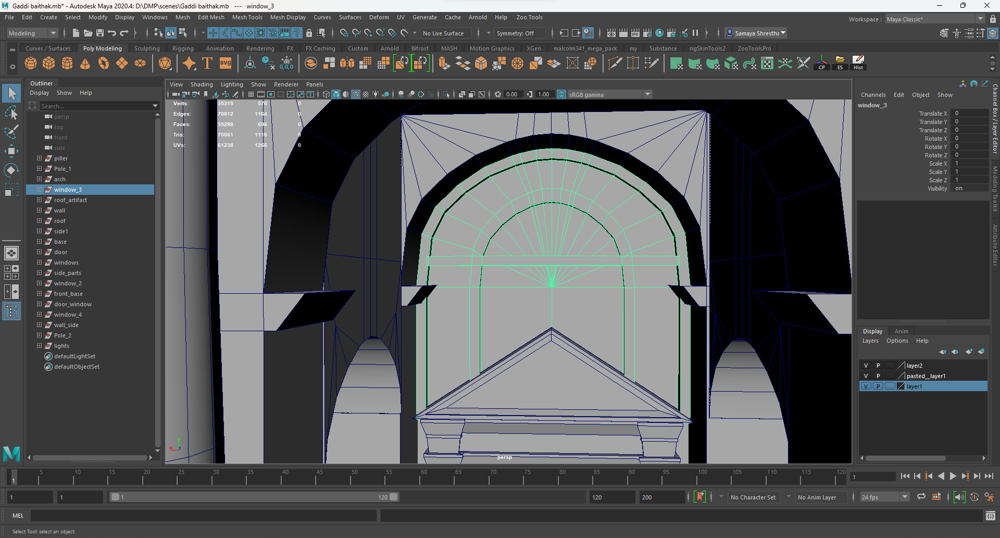 Gaddi baithak.mb* - Autodesk Maya 2020.4: D:\DMP\scenes\Gaddi baithak.mb --- window_3
File Edit Create Select Modify Display Windows Mesh Edit Mesh Mesh Tools Mesh Display Curves Surfaces Deform UV Generate Cache Arnold Help Zoo Tools
Workspace : Maya Classic*
Modeling No Live Surface Symmetry: Off IPR Samaya Shrestha
Curves / Surfaces Poly Modeling Sculpting Rigging Animation Rendering FX FX Caching Custom Arnold Bifrost MASH Motion Graphics XGen malcolm341_mega_pack my Substance ngSkinTools2 ZooToolsPro
T svg 0,0,0 CP ES Hist
Outliner
Display Show Help
Search...
persp
top
front
side
piller
Pole_1
arch
window_3
roof_artifact
wall
roof
side1
base
door
windows
side_parts
window_2
front_base
door_window
window_4
wall_side
Pole_2
lights
defaultLightSet
defaultObjectSet
View Shading Lighting Show Renderer Panels
0.00 1.00 ON sRGB gamma
Verts: 35315 570 0
Edges: 70812 1164 0
Faces: 35288 606 0
Tris: 70061 1116 0
UVs: 61238 1266 0
y
x z
persp
Channels Edit Object Show
window_3
Translate X 0
Translate Y 0
Translate Z 0
Rotate X 0
Rotate Y 0
Rotate Z 0
Scale X 1
Scale Y 1
Scale Z 1
Visibility on
Channel Box / Layer Editor
Modeling Toolkit
Attribute Editor
Display Anim
Layers Options Help
V P layer2
V P pasted__layer1
V P layer1
1 5 10 15 20 25 30 35 40 45 50 55 60 65 70 75 80 85 90 95 100 105 110 115 120 1
1 1 1 120 120 200 No Character Set No Anim Layer 24 fps
MEL
Select Tool: select an object